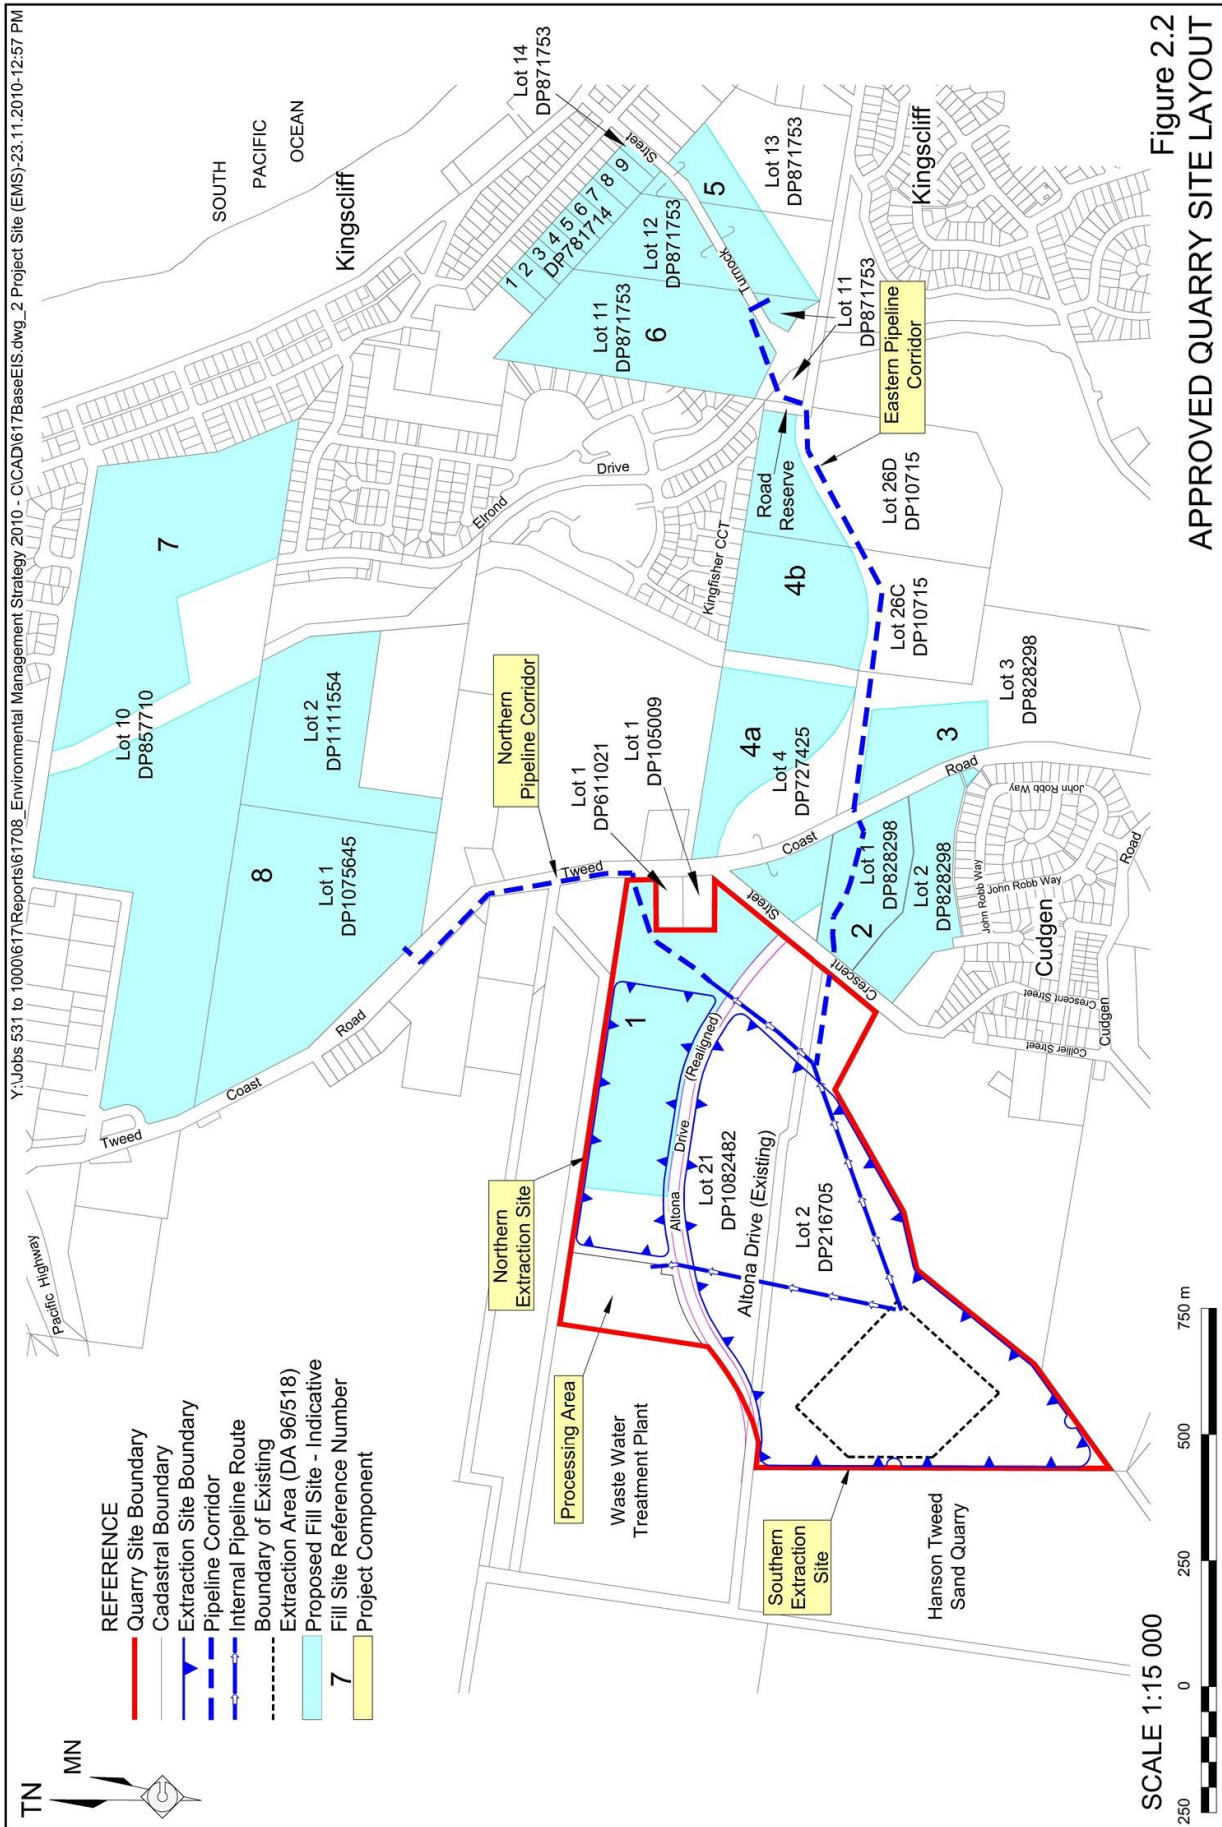 Y:\Jobs 531 to 1000\617\Reports\61708_Environmental Management Strategy 2010 - C\CAD\617BaseEIS.dwg_2 Project Site (EMS)-23.11.2010-12:57 PM
TN
MN
REFERENCE
Quarry Site Boundary
Cadastral Boundary
Extraction Site Boundary
Pipeline Corridor
Internal Pipeline Route
Boundary of Existing
Extraction Area (DA 96/518)
Proposed Fill Site - Indicative
7
Fill Site Reference Number
Project Component
Pacific Highway
Tweed
Coast
Road
Lot 10
DP857710
7
8
Lot 1
DP1075645
Lot 2
DP1111554
SOUTH
PACIFIC
OCEAN
Kingscliff
Northern
Pipeline Corridor
Tweed
Lot 1
DP611021
Lot 1
DP105009
Elrond
Drive
Kingfisher CCT
Lot 14
DP871753
Street
1
2
3
4
5
6
7
8
9
DP781714
Lot 11
DP871753
6
Lot 12
DP871753
5
Turnock
Lot 13
DP871753
Lot 11
DP871753
Kingscliff
Northern
Extraction Site
1
Processing Area
Waste Water
Treatment Plant
Altona
Drive
(Realigned)
Lot 21
DP1082482
Altona Drive (Existing)
Lot 2
DP216705
Street
Crescent
4a
Lot 4
DP727425
4b
Road
Reserve
Eastern Pipeline
Corridor
Lot 26D
DP10715
Lot 26C
DP10715
Coast
Road
2
Lot 1
DP828298
Lot 2
DP828298
3
Lot 3
DP828298
John Robb Way
John Robb Way
John Robb Way
Cudgen
Crescent Street
Collier Street
Cudgen
Road
Southern
Extraction
Site
Hanson Tweed
Sand Quarry
SCALE 1:15 000
250
0
250
500
750 m
Figure 2.2
APPROVED QUARRY SITE LAYOUT